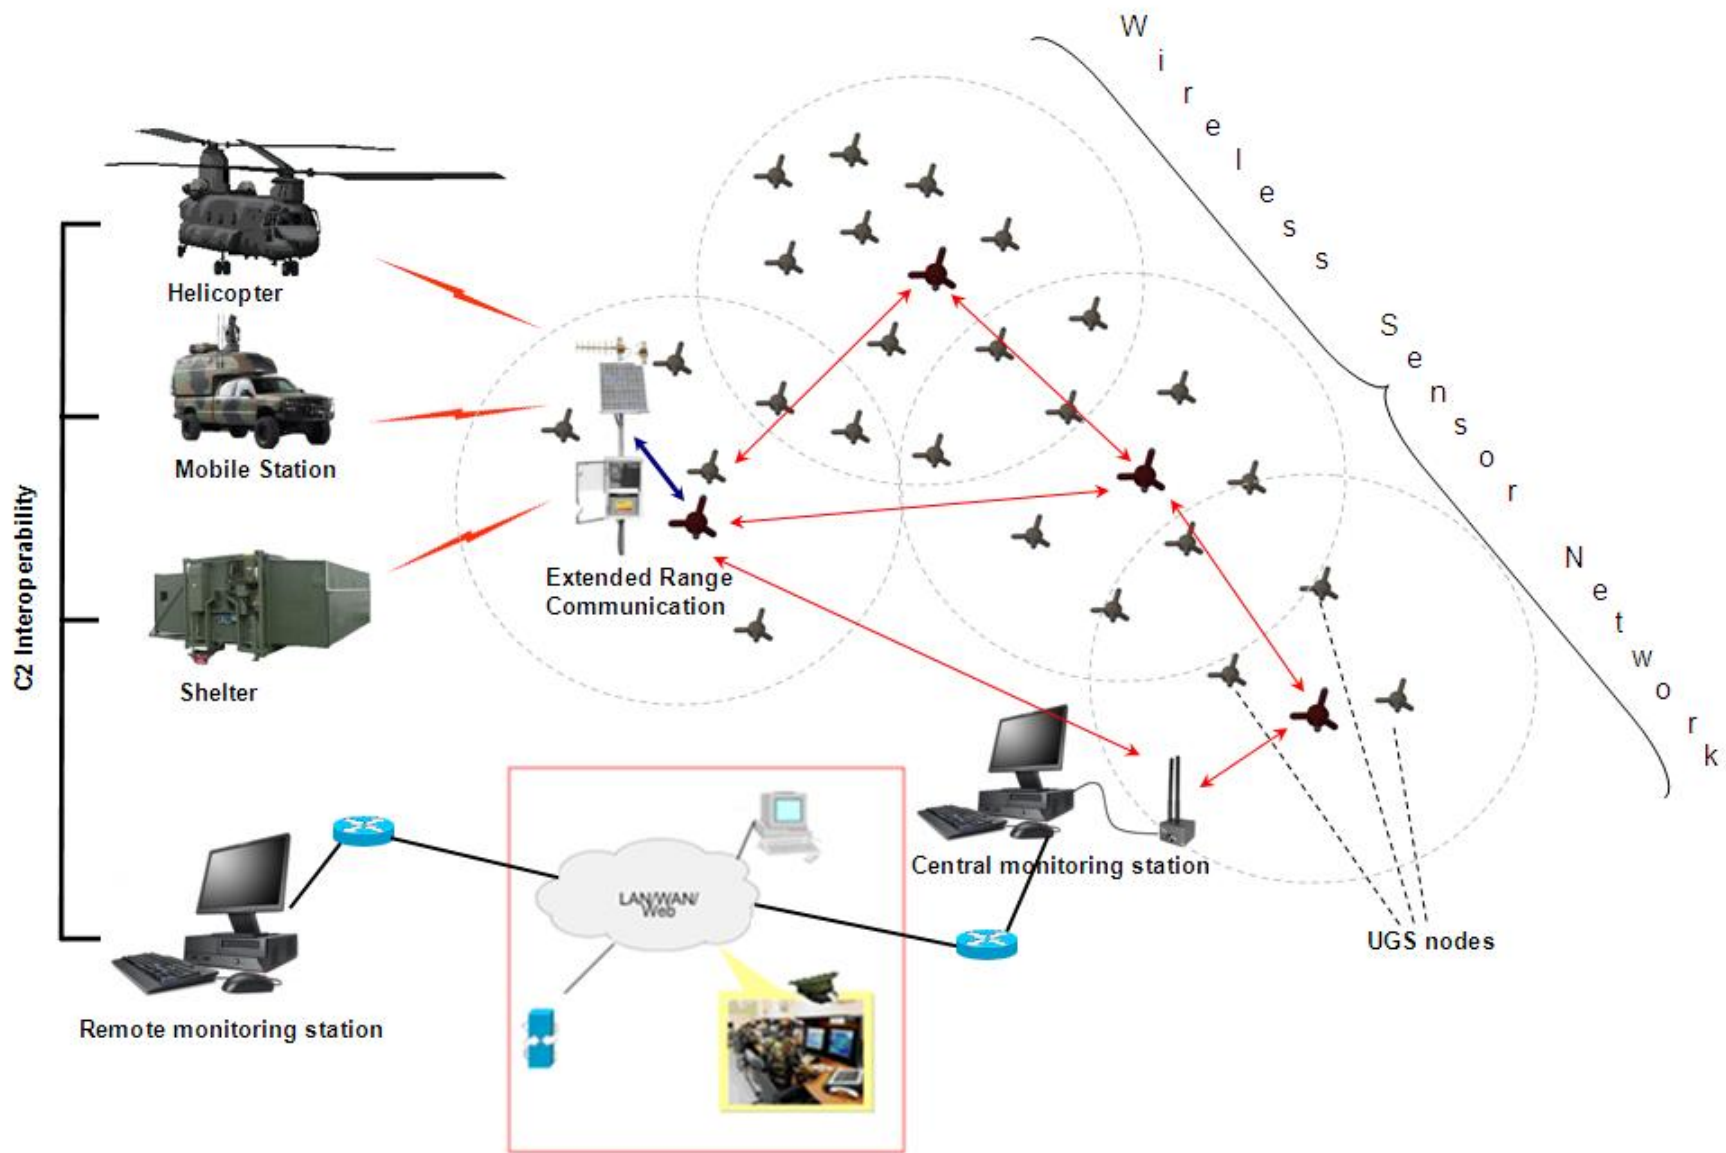 Wireless Sensor Network
Helicopter
Mobile Station
C2 Interoperability
Extended Range
Communication
Shelter
Central monitoring station
LAN/WAN/
Web
UGS nodes
Remote monitoring station